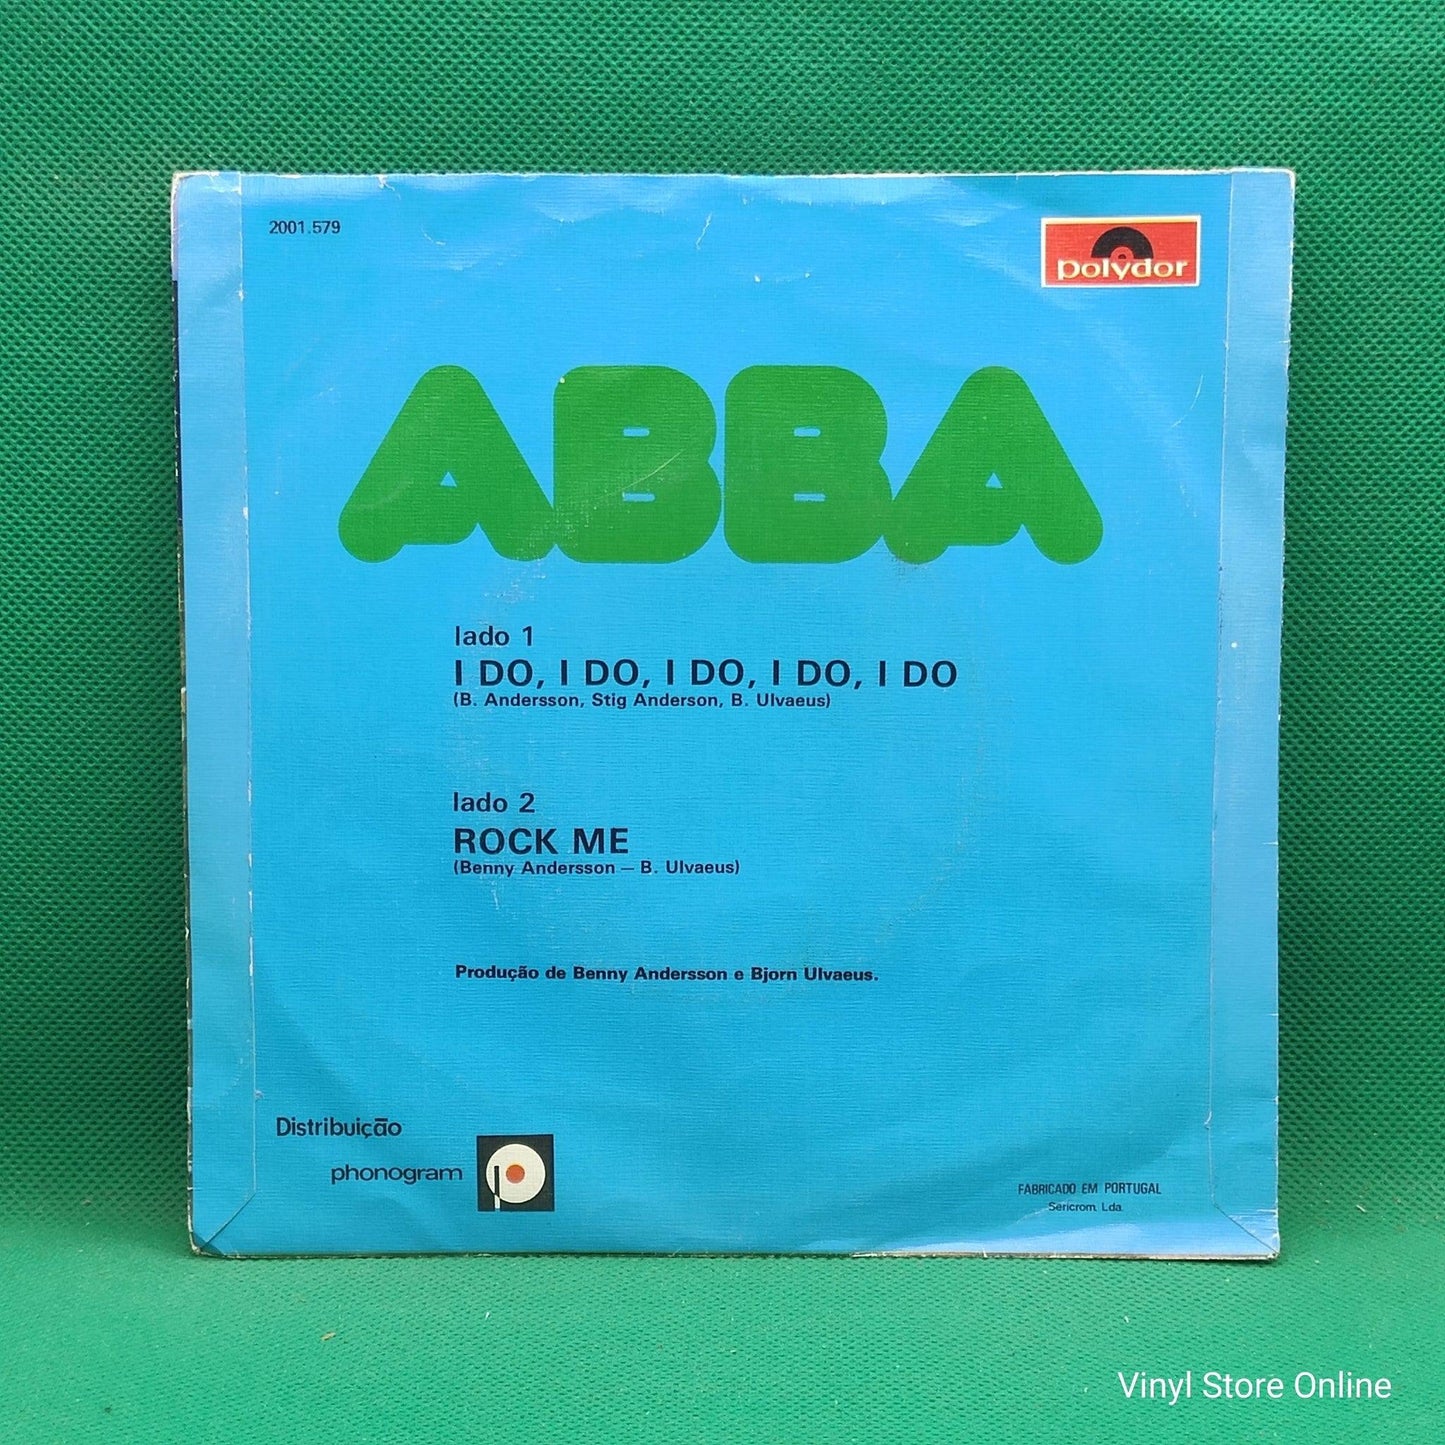 2001.579
polydor
ABBA
lado 1
I DO, I DO, I DO, I DO, I DO
(B. Andersson, Stig Anderson, B. Ulvaeus)
lado 2
ROCK ME
(Benny Andersson — B. Ulvaeus)
Produção de Benny Andersson e Bjorn Ulvaeus.
Distribuição
phonogram
FABRICADO EM PORTUGAL
Sericrom, Lda.
Vinyl Store Online